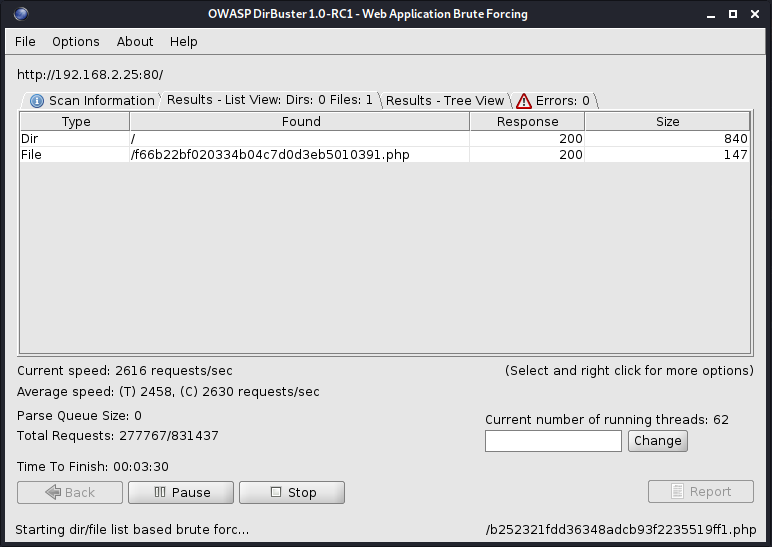 OWASP DirBuster 1.0-RC1 - Web Application Brute Forcing
File Options About Help
http://192.168.2.25:80/
Scan Information Results - List View: Dirs: 0 Files: 1 Results - Tree View Errors: 0
Type Found Response Size
Dir / 200 840
File /f66b22bf020334b04c7d0d3eb5010391.php 200 147
Current speed: 2616 requests/sec (Select and right click for more options)
Average speed: (T) 2458, (C) 2630 requests/sec
Parse Queue Size: 0
Current number of running threads: 62
Total Requests: 277767/831437
Change
Time To Finish: 00:03:30
Back Pause Stop Report
Starting dir/file list based brute forc... /b252321fdd36348adcb93f2235519ff1.php